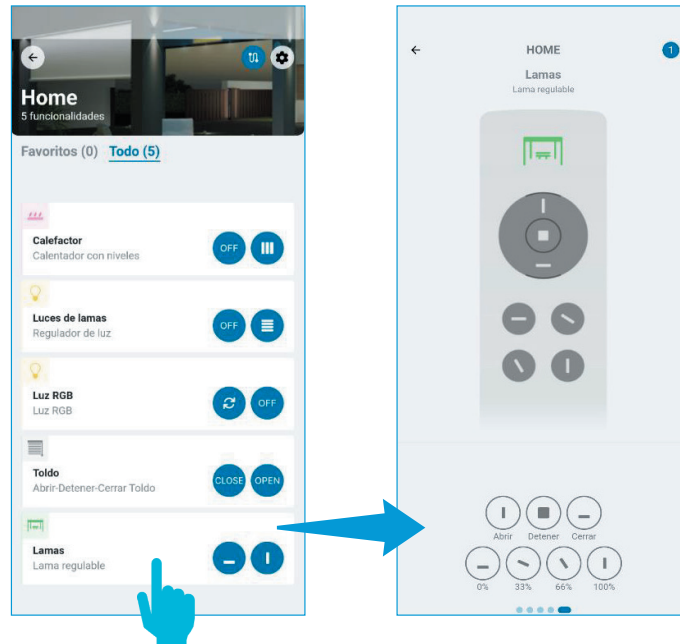 Home
5 funcionalidades
Favoritos (0) Todo (5)
Calefactor
Calentador con niveles
OFF
Luces de lamas
Regulador de luz
OFF
Luz RGB
Luz RGB
OFF
Toldo
Abrir-Detener-Cerrar Toldo
CLOSE OPEN
Lamas
Lama regulable
HOME
1
Lamas
Lama regulable
Abrir Detener Cerrar
0% 33% 66% 100%